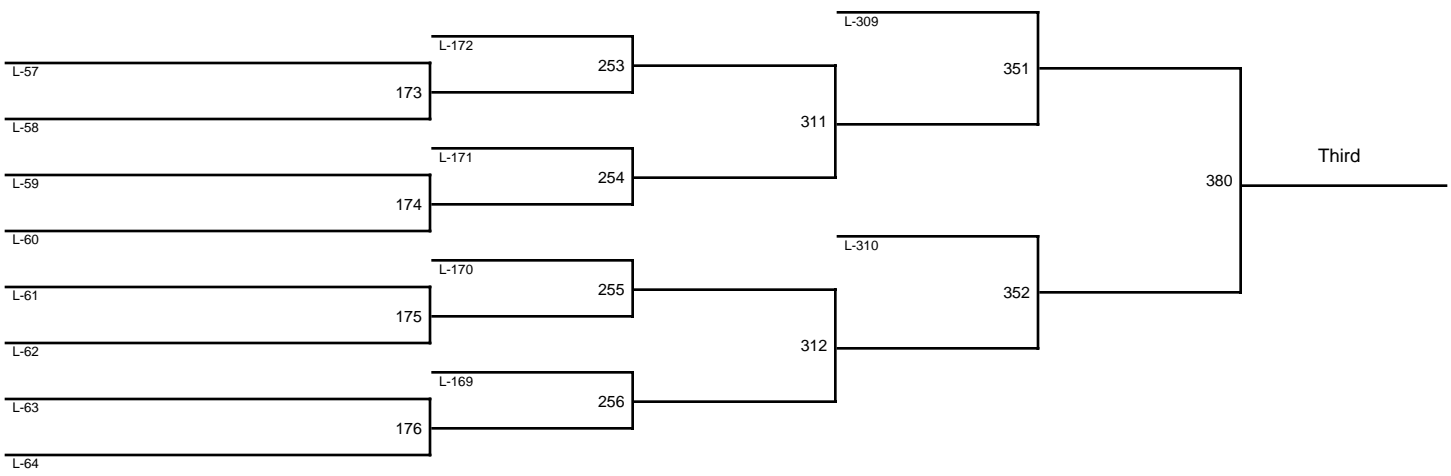 L-309
L-172
253
351
L-57
173
311
L-58
L-171
254
Third
L-59
174
380
L-60
L-310
L-170
255
352
L-61
175
312
L-62
L-169
256
L-63
176
L-64